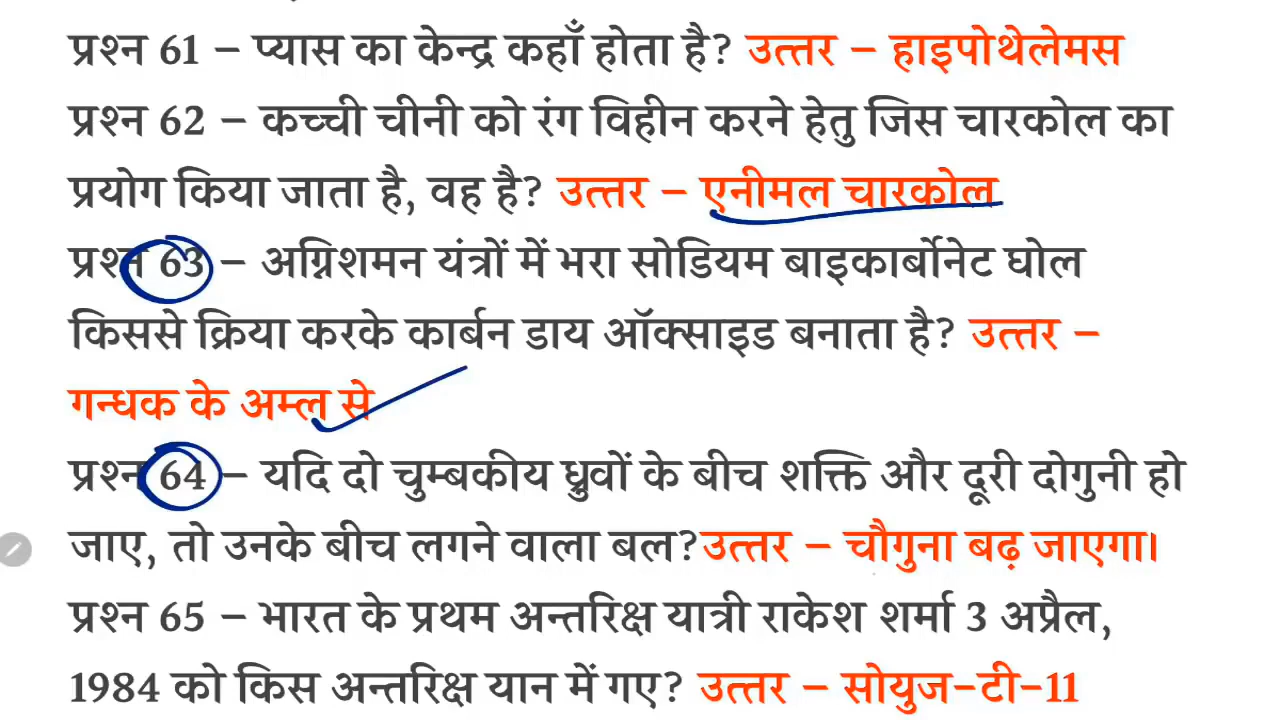 प्रश्न 61 – प्यास का केन्द्र कहाँ होता है? उत्तर – हाइपोथेलेमस
प्रश्न 62 – कच्ची चीनी को रंग विहीन करने हेतु जिस चारकोल का
प्रयोग किया जाता है, वह है? उत्तर – एनीमल चारकोल
प्रश्न 63 – अग्निशमन यंत्रों में भरा सोडियम बाइकार्बोनेट घोल
किससे क्रिया करके कार्बन डाय ऑक्साइड बनाता है? उत्तर –
गन्धक के अम्ल से
प्रश्न 64 – यदि दो चुम्बकीय ध्रुवों के बीच शक्ति और दूरी दोगुनी हो
जाए, तो उनके बीच लगने वाला बल?उत्तर – चौगुना बढ़ जाएगा।
प्रश्न 65 – भारत के प्रथम अन्तरिक्ष यात्री राकेश शर्मा 3 अप्रैल,
1984 को किस अन्तरिक्ष यान में गए? उत्तर – सोयुज-टी-11